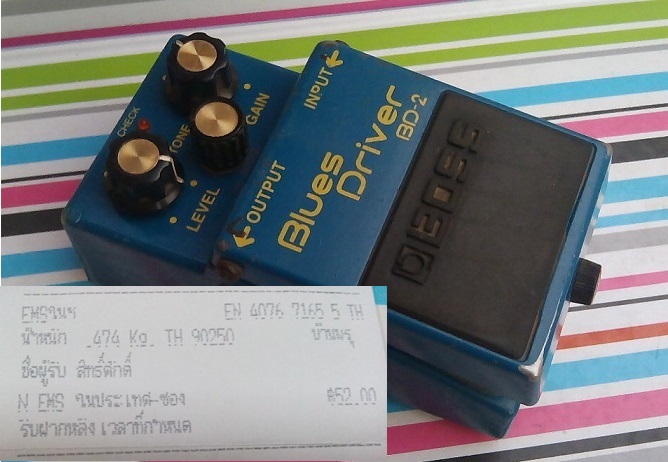 CHECK
TONE
GAIN
LEVEL
INPUT
OUTPUT
Blues
Driver
BD-2
BOSS
EMSในฯ EN 4076 7165 5 TH
น้ำหนัก .474 Kg. TH 90250 บ้านพรุ
ชื่อผู้รับ สิทธิ์ศักดิ์
N EMS ในประเทศ-ซอง ฿52.00
รับฝากหลัง เวลาที่กำหนด